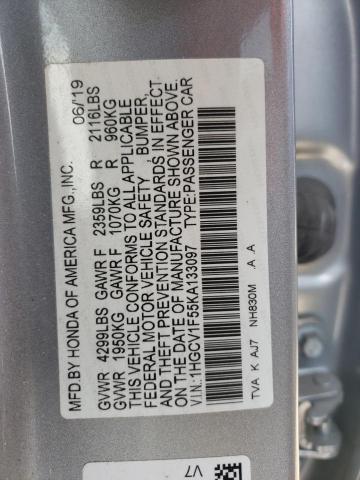 MFD. BY HONDA OF AMERICA MFG.,INC. 06/19
GVWR 4299LBS GAWR F 2359LBS R 2116LBS
GVWR 1950KG GAWR F 1070KG R 960KG
THIS VEHICLE CONFORMS TO ALL APPLICABLE
FEDERAL MOTOR VEHICLE SAFETY , BUMPER,
AND THEFT PREVENTION STANDARDS IN EFFECT
ON THE DATE OF MANUFACTURE SHOWN ABOVE.
V.I.N.:1HGCV1F55KA133097 TYPE:PASSENGER CAR
TVA K AJ7 NH830M .A .A
V7